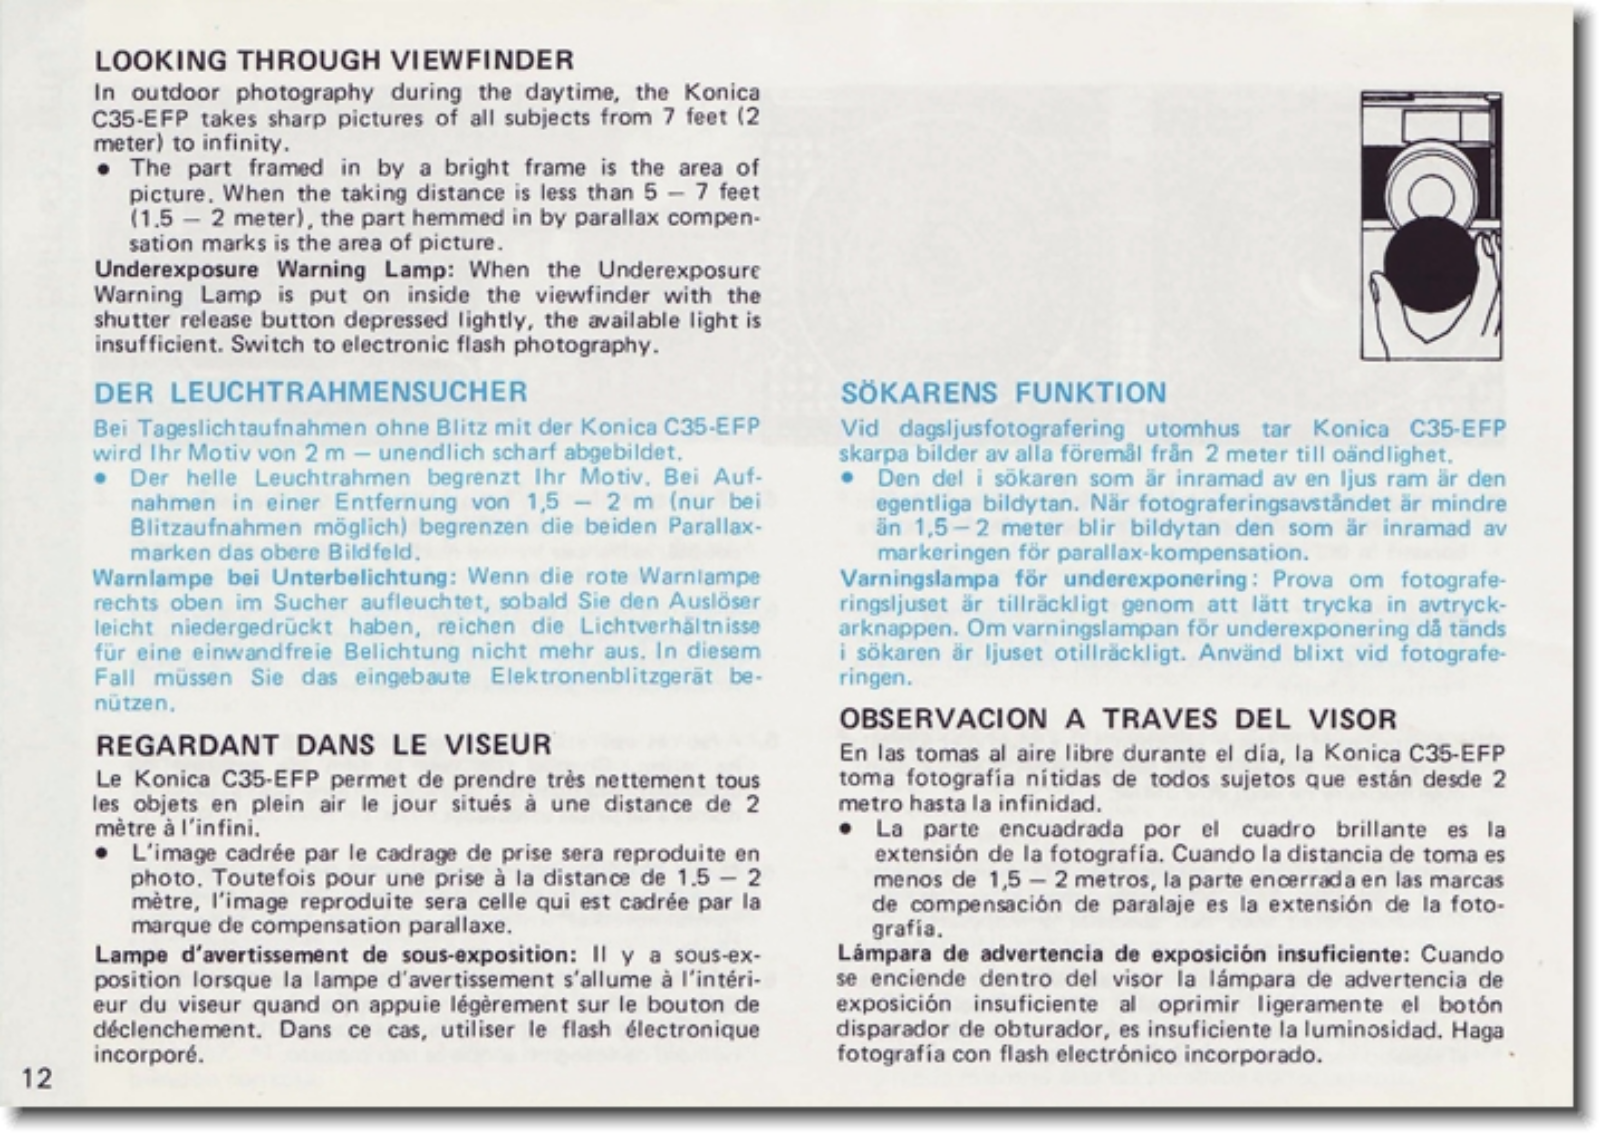 LOOKING THROUGH VIEWFINDER
In outdoor photography during the daytime, the Konica
C35-EFP takes sharp pictures of all subjects from 7 feet (2
meter) to infinity.
● The part framed in by a bright frame is the area of
picture. When the taking distance is less than 5 – 7 feet
(1.5 – 2 meter), the part hemmed in by parallax compen-
sation marks is the area of picture.
Underexposure Warning Lamp: When the Underexposure
Warning Lamp is put on inside the viewfinder with the
shutter release button depressed lightly, the available light is
insufficient. Switch to electronic flash photography.
DER LEUCHTRAHMENSUCHER
Bei Tageslichtaufnahmen ohne Blitz mit der Konica C35-EFP
wird Ihr Motiv von 2 m – unendlich scharf abgebildet.
● Der helle Leuchtrahmen begrenzt Ihr Motiv. Bei Auf-
nahmen in einer Entfernung von 1,5 – 2 m (nur bei
Blitzaufnahmen möglich) begrenzen die beiden Parallax-
marken das obere Bildfeld.
Warnlampe bei Unterbelichtung: Wenn die rote Warnlampe
rechts oben im Sucher aufleuchtet, sobald Sie den Auslöser
leicht niedergedrückt haben, reichen die Lichtverhältnisse
für eine einwandfreie Belichtung nicht mehr aus. In diesem
Fall müssen Sie das eingebaute Elektronenblitzgerät be-
nützen.
REGARDANT DANS LE VISEUR
Le Konica C35-EFP permet de prendre très nettement tous
les objets en plein air le jour situés à une distance de 2
mètre à l'infini.
● L'image cadrée par le cadrage de prise sera reproduite en
photo. Toutefois pour une prise à la distance de 1.5 – 2
mètre, l'image reproduite sera celle qui est cadrée par la
marque de compensation parallaxe.
Lampe d'avertissement de sous-exposition: Il y a sous-ex-
position lorsque la lampe d'avertissement s'allume à l'intéri-
eur du viseur quand on appuie légèrement sur le bouton de
déclenchement. Dans ce cas, utiliser le flash électronique
incorporé.
12
SÖKARENS FUNKTION
Vid dagsljusfotografering utomhus tar Konica C35-EFP
skarpa bilder av alla föremål från 2 meter till oändlighet.
● Den del i sökaren som är inramad av en ljus ram är den
egentliga bildytan. När fotograferingsavståndet är mindre
än 1,5 – 2 meter blir bildytan den som är inramad av
markeringen för parallax-kompensation.
Varningslampa för underexponering: Prova om fotografe-
ringsljuset är tillräckligt genom att lätt trycka in avtryck-
arknappen. Om varningslampan för underexponering då tänds
i sökaren är ljuset otillräckligt. Använd blixt vid fotografe-
ringen.
OBSERVACION A TRAVES DEL VISOR
En las tomas al aire libre durante el día, la Konica C35-EFP
toma fotografía nítidas de todos sujetos que están desde 2
metro hasta la infinidad.
● La parte encuadrada por el cuadro brillante es la
extensión de la fotografía. Cuando la distancia de toma es
menos de 1,5 – 2 metros, la parte encerrada en las marcas
de compensación de paralaje es la extensión de la foto-
grafía.
Lámpara de advertencia de exposición insuficiente: Cuando
se enciende dentro del visor la lámpara de advertencia de
exposición insuficiente al oprimir ligeramente el botón
disparador de obturador, es insuficiente la luminosidad. Haga
fotografía con flash electrónico incorporado.